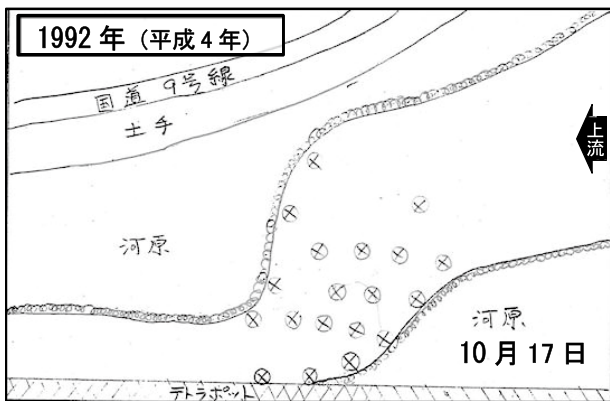 1992年（平成4年）
国道9号線
土手
上流
河原
河原
10月17日
テトラポット